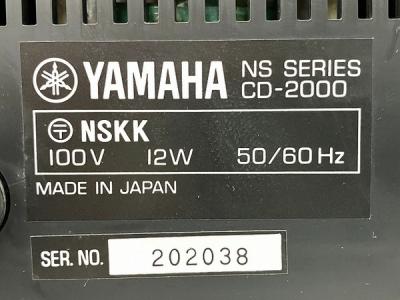 YAMAHA NS SERIES
CD-2000
〒 NSKK
100V 12W 50/60Hz
MADE IN JAPAN
SER. NO. 202038